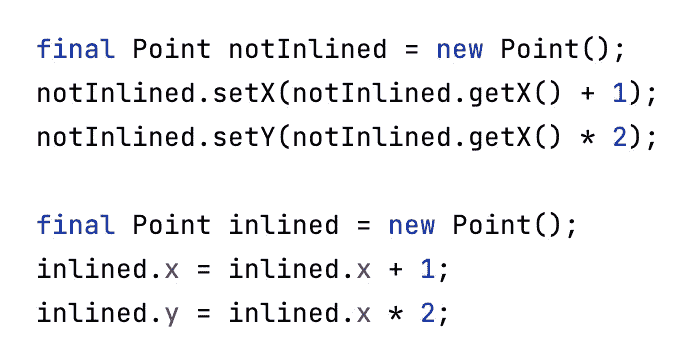 final Point notInlined = new Point();
notInlined.setX(notInlined.getX() + 1);
notInlined.setY(notInlined.getX() * 2);
final Point inlined = new Point();
inlined.x = inlined.x + 1;
inlined.y = inlined.x * 2;